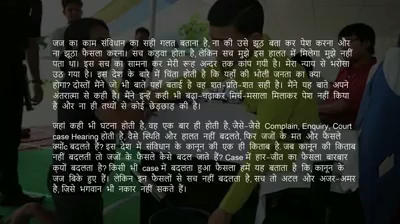 जज का काम संविधान का सही गलत बताना है, ना की उसे झूठ बता कर पेश करना और
ना झूठा फैसला करना। सच कड़वा होता है, लेकिन सच मुझे इस हालत में मिलेगा मुझे नहीं
पता था। इस सच का सामना कर मेरी रूह अन्दर तक कांप गयी है। मेरा न्याय से भरोसा
उठ गया है। इस देश के बारे में चिंता होती है कि यहाँ की भोली जनता का क्या
होगा? दोस्तों मैंने जो भी बाते यहाँ बताई है वह शत-प्रति-शत सही है। मैंने यह बाते अपने
अंतरात्मा से कही है। मैंने इन्हें कहीं भी बढ़ा-चढ़ाकर, मिर्च-मसाला मिलाकर पेश नहीं किया
है और ना ही तथ्यों से कोई छेड़छाड़ की है।
जहां कही भी घटना होती है, वह एक बार ही होती है, जैसे-जैसे Complain, Enquiry, Court
case Hearing होती है, वैसे स्थिति और हालत नहीं बदलते, फिर जजों के मत और फैसले
क्यों बदलते है? इस देश में संविधान के कानून की एक ही किताब है, जब कानून की किताब
नहीं बदलती तो जजों के फैसले कैसे बदल जाते हैं? Case में हार-जीत का फैसला बारबार
क्यों बदलता है? किसी भी case में बदलता हुआ फैसला हमें यह बताता है कि, कानून के
जज बिके हुए हैं। लेकिन इन फैसलों से सच नहीं बदलता है, सच तो अटल और अजर-अमर
है, जिसे भगवान भी नकार नहीं सकते हैं।